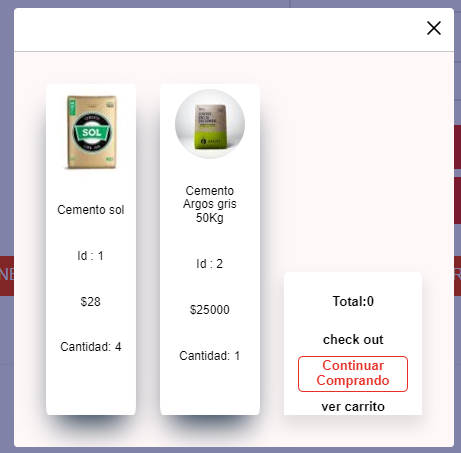 SOL
Cemento sol
Id : 1
$28
Cantidad: 4
Cemento
Argos gris
50Kg
Id : 2
$25000
Cantidad: 1
Total:0
check out
Continuar
Comprando
ver carrito